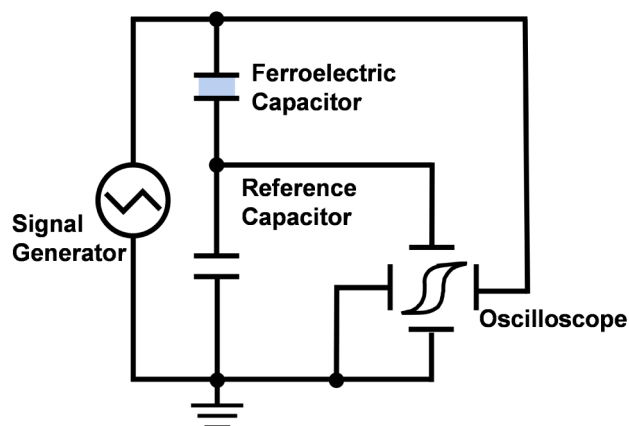 Ferroelectric
Capacitor
Reference
Capacitor
Signal
Generator
Oscilloscope